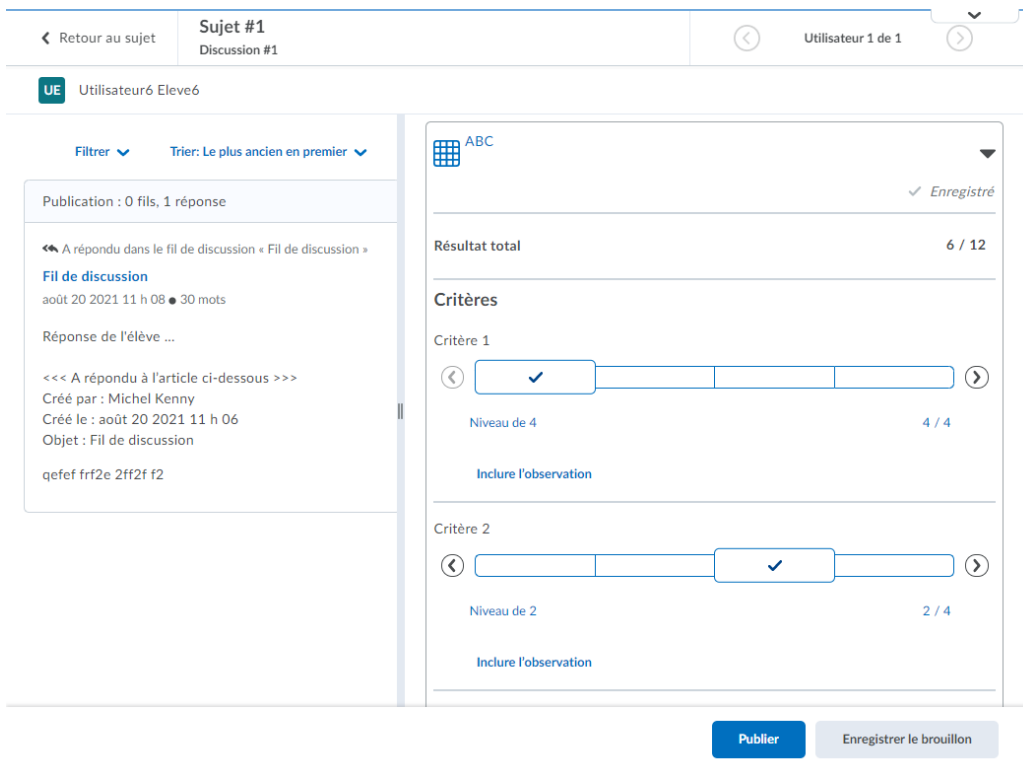 Retour au sujet
Sujet #1
Discussion #1
Utilisateur 1 de 1
UE
Utilisateur6 Eleve6
Filtrer
Trier: Le plus ancien en premier
Publication : 0 fils, 1 réponse
A répondu dans le fil de discussion « Fil de discussion »
Fil de discussion
août 20 2021 11 h 08 ● 30 mots
Réponse de l'élève ...
<<< A répondu à l'article ci-dessous >>>
Créé par : Michel Kenny
Créé le : août 20 2021 11 h 06
Objet : Fil de discussion
qefef frf2e 2ff2f f2
ABC
Enregistré
Résultat total
6 / 12
Critères
Critère 1
Niveau de 4
4 / 4
Inclure l’observation
Critère 2
Niveau de 2
2 / 4
Inclure l’observation
Publier
Enregistrer le brouillon